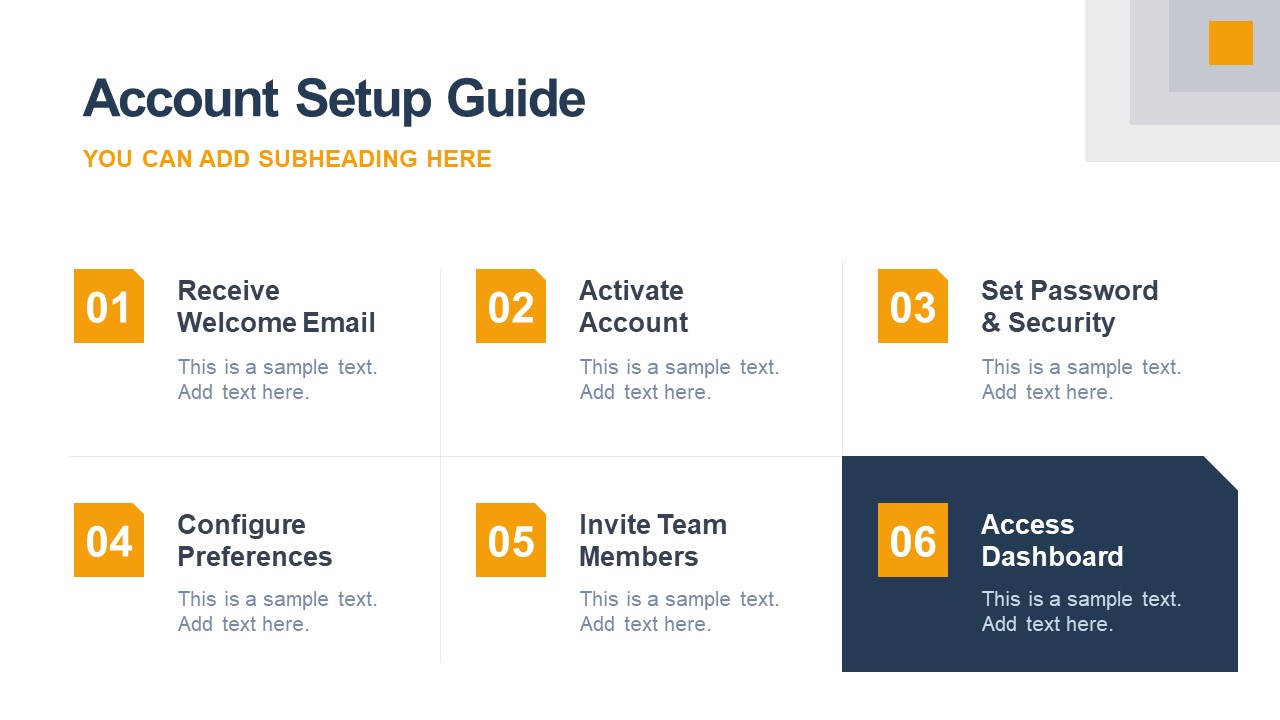 Account Setup Guide
YOU CAN ADD SUBHEADING HERE
01
Receive
Welcome Email
This is a sample text.
Add text here.
02
Activate
Account
This is a sample text.
Add text here.
03
Set Password
& Security
This is a sample text.
Add text here.
04
Configure
Preferences
This is a sample text.
Add text here.
05
Invite Team
Members
This is a sample text.
Add text here.
06
Access
Dashboard
This is a sample text.
Add text here.